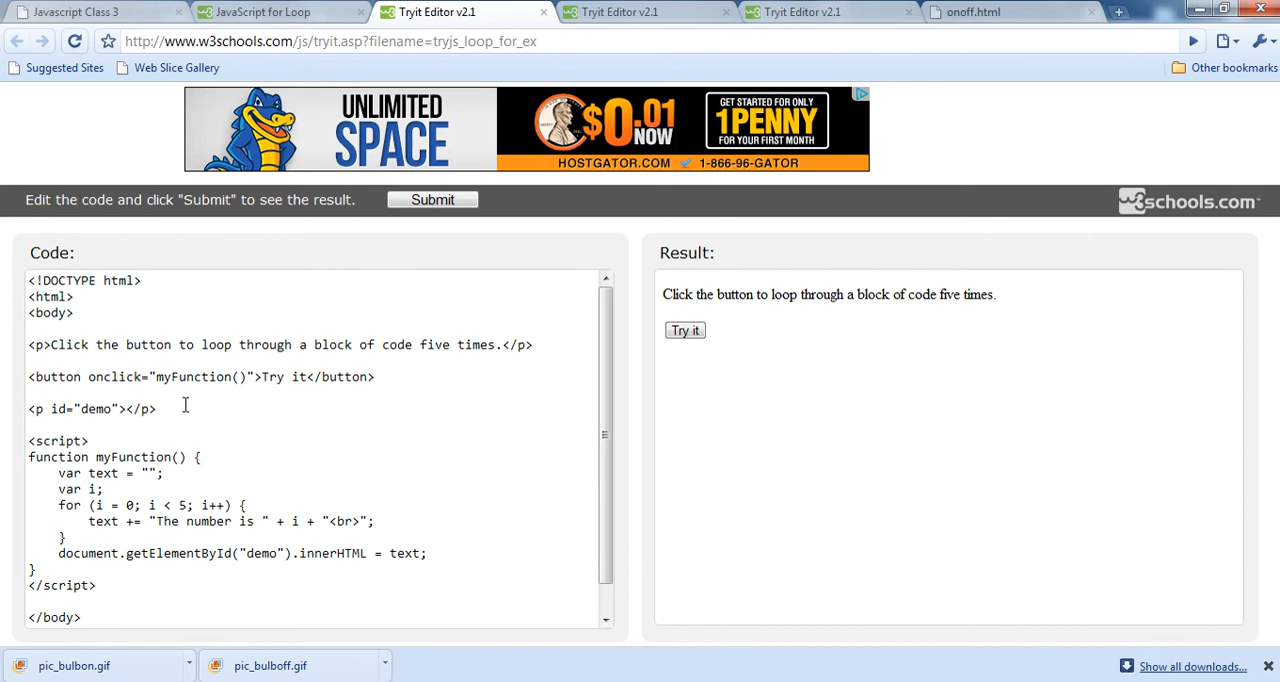 Javascript Class 3
JavaScript for Loop
Tryit Editor v2.1
Tryit Editor v2.1
Tryit Editor v2.1
onoff.html
http://www.w3schools.com/js/tryit.asp?filename=tryjs_loop_for_ex
Suggested Sites
Web Slice Gallery
Other bookmarks
UNLIMITED
SPACE
$0.01
NOW
GET STARTED FOR ONLY
1PENNY
FOR YOUR FIRST MONTH
HOSTGATOR.COM 1-866-96-GATOR
Edit the code and click "Submit" to see the result.
Submit
w3schools.com
Code:
<!DOCTYPE html>
<html>
<body>
<p>Click the button to loop through a block of code five times.</p>
<button onclick="myFunction()">Try it</button>
<p id="demo"></p>
<script>
function myFunction() {
    var text = "";
    var i;
    for (i = 0; i < 5; i++) {
        text += "The number is " + i + "<br>";
    }
    document.getElementById("demo").innerHTML = text;
}
</script>
</body>
Result:
Click the button to loop through a block of code five times.
Try it
pic_bulbon.gif
pic_bulboff.gif
Show all downloads...